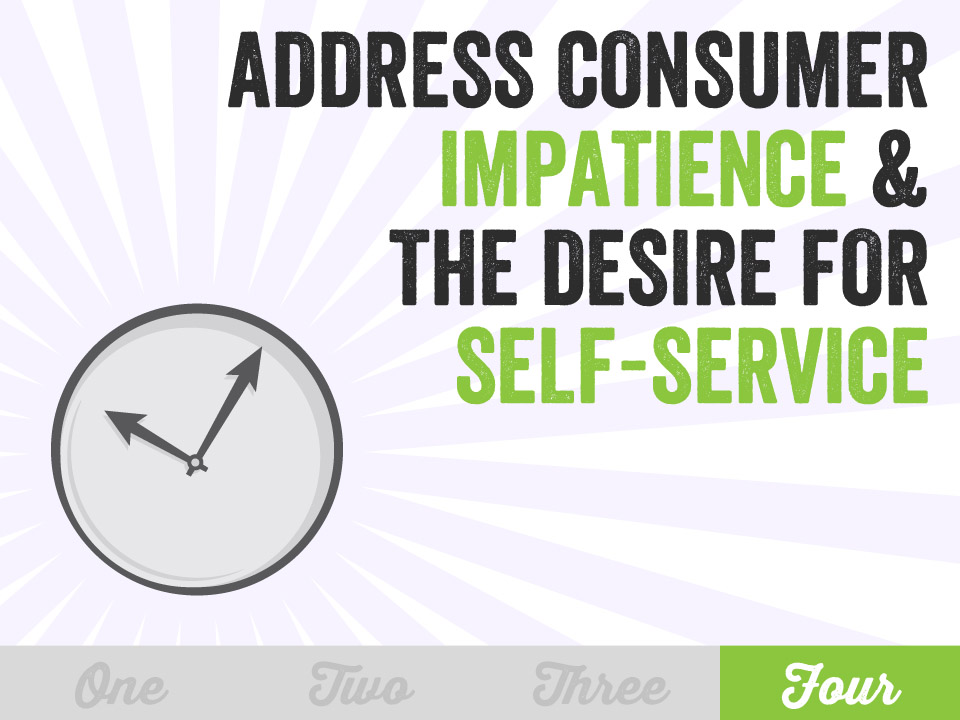 ADDRESS CONSUMER
IMPATIENCE &
THE DESIRE FOR
SELF-SERVICE
One Two Three Four